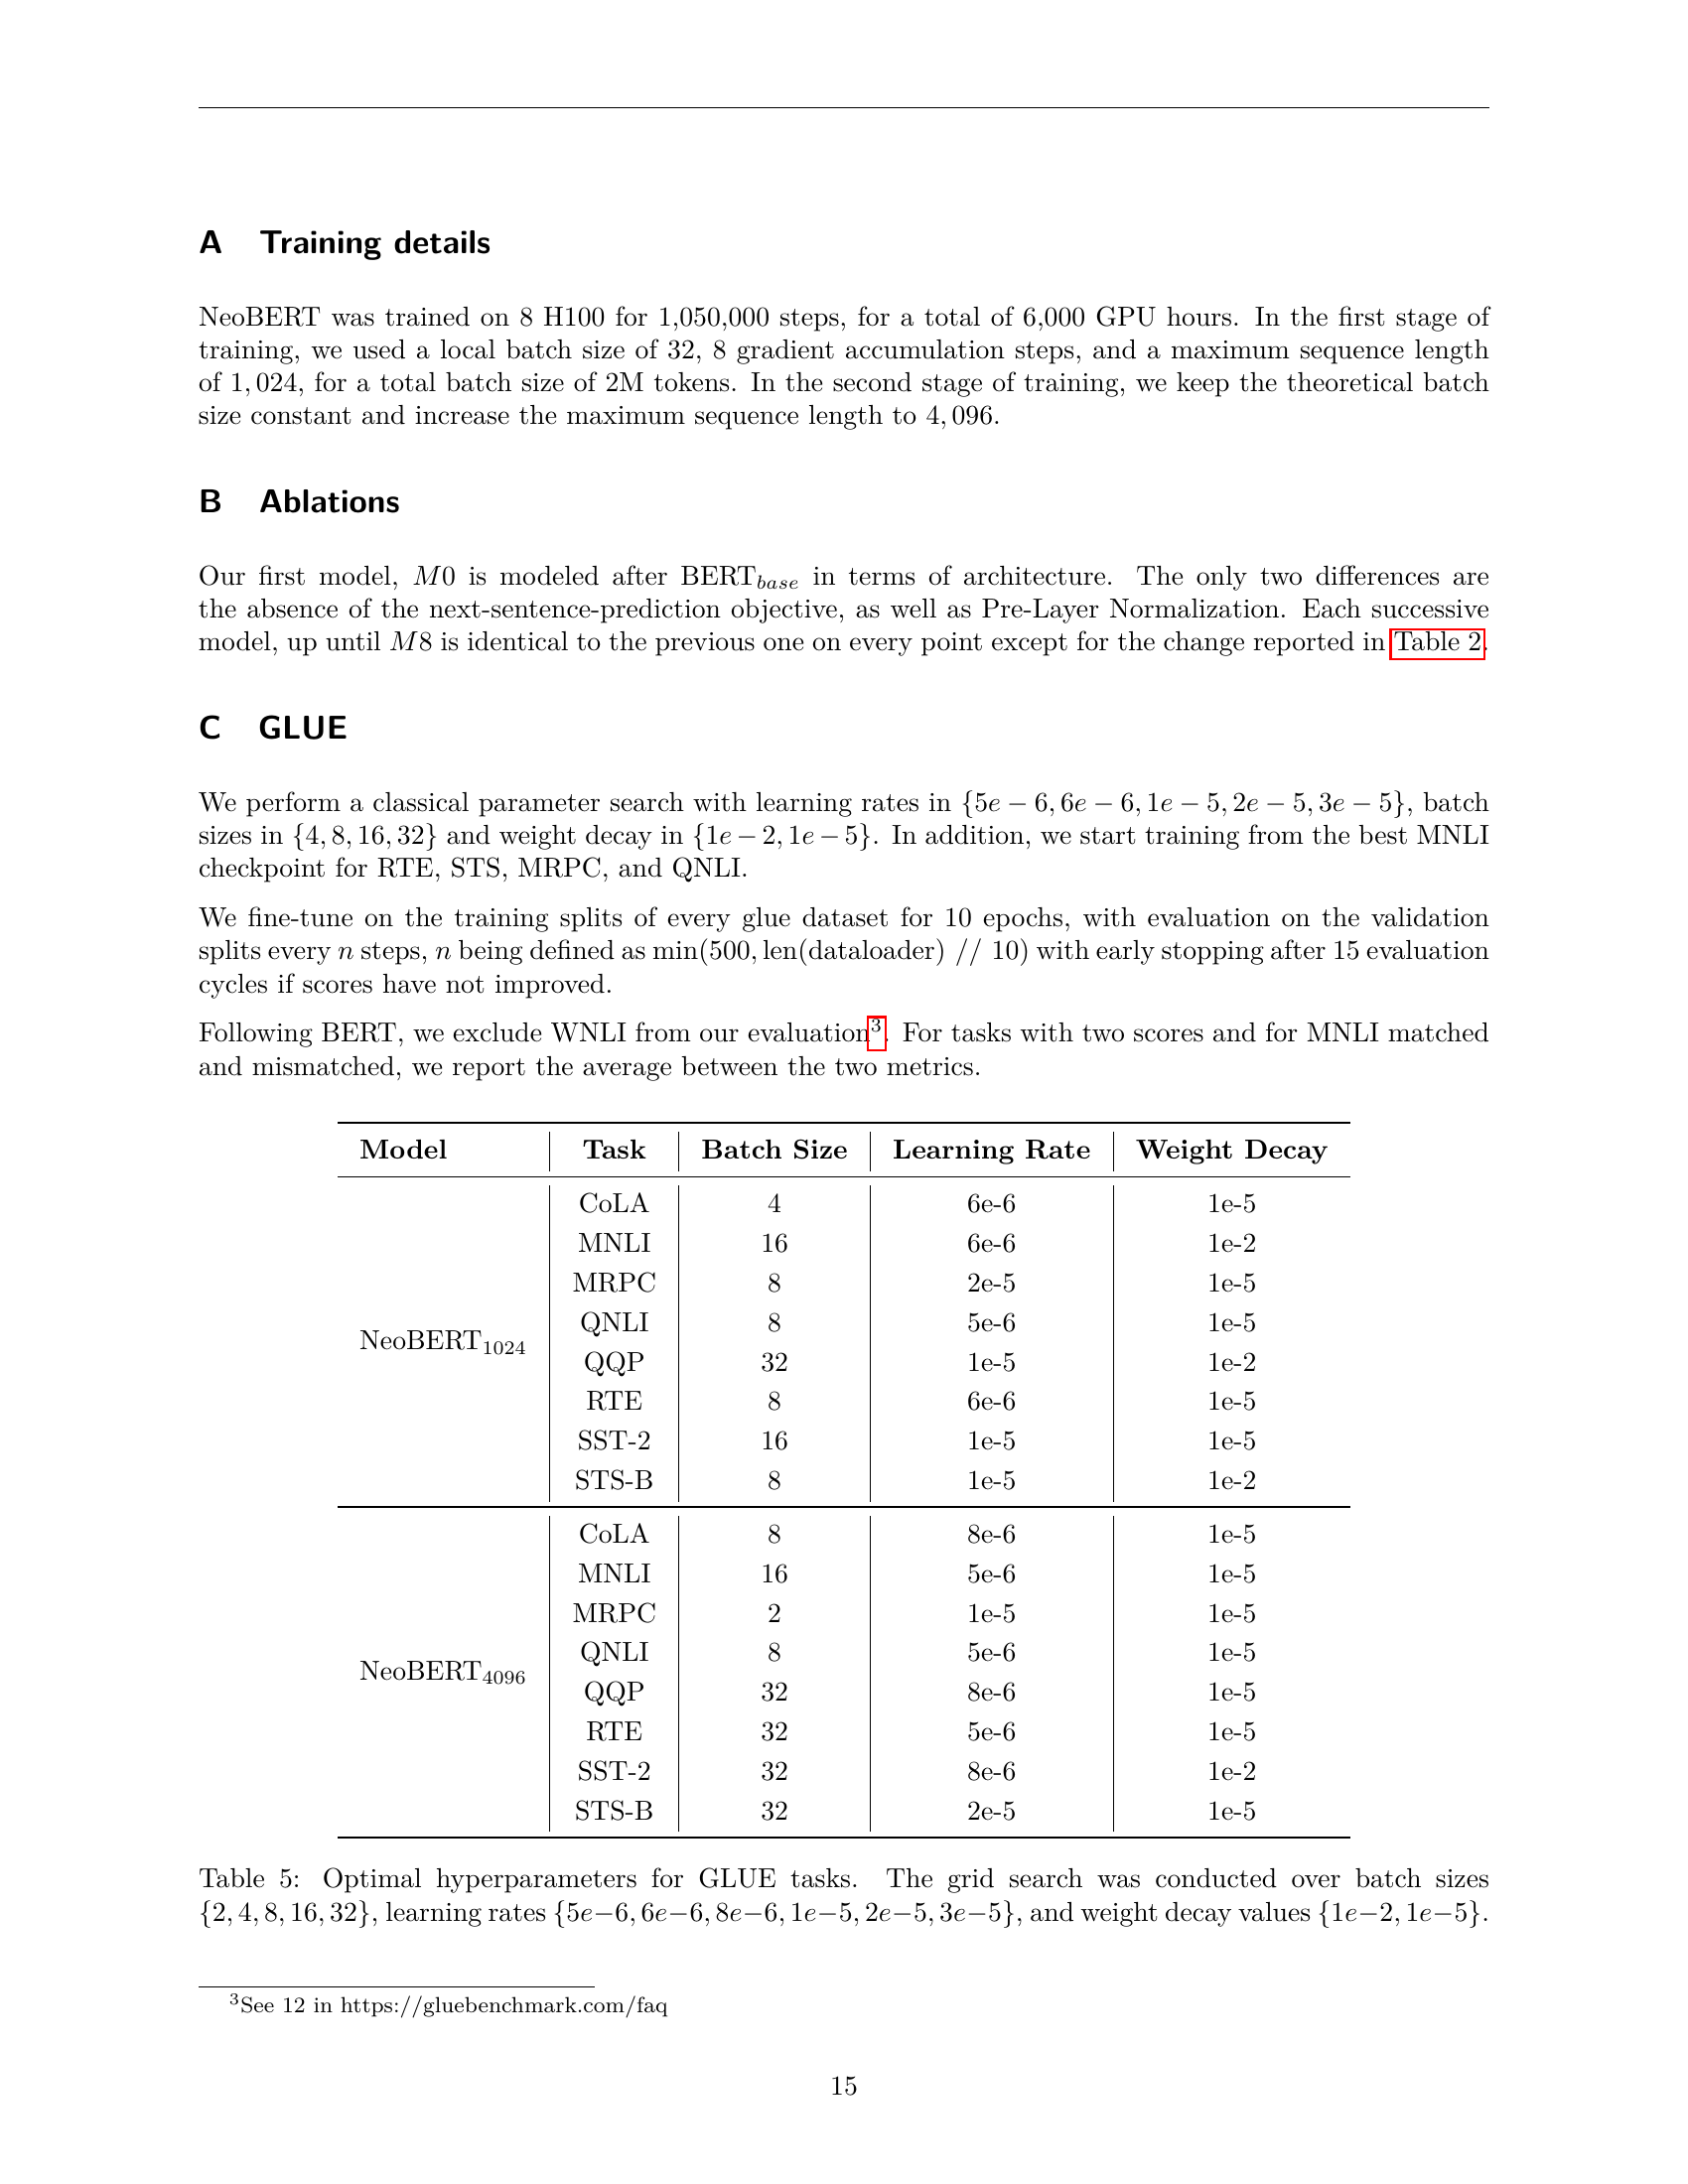 A Training details
NeoBERT was trained on 8 H100 for 1,050,000 steps, for a total of 6,000 GPU hours. In the first stage of
training, we used a local batch size of 32, 8 gradient accumulation steps, and a maximum sequence length
of 1, 024, for a total batch size of 2M tokens. In the second stage of training, we keep the theoretical batch
size constant and increase the maximum sequence length to 4, 096.
B Ablations
Our first model, M0 is modeled after BERT_base in terms of architecture. The only two differences are
the absence of the next-sentence-prediction objective, as well as Pre-Layer Normalization. Each successive
model, up until M8 is identical to the previous one on every point except for the change reported in Table 2.
C GLUE
We perform a classical parameter search with learning rates in {5e − 6, 6e − 6, 1e − 5, 2e − 5, 3e − 5}, batch
sizes in {4, 8, 16, 32} and weight decay in {1e − 2, 1e − 5}. In addition, we start training from the best MNLI
checkpoint for RTE, STS, MRPC, and QNLI.
We fine-tune on the training splits of every glue dataset for 10 epochs, with evaluation on the validation
splits every n steps, n being defined as min(500, len(dataloader) // 10) with early stopping after 15 evaluation
cycles if scores have not improved.
Following BERT, we exclude WNLI from our evaluation³. For tasks with two scores and for MNLI matched
and mismatched, we report the average between the two metrics.
Model Task Batch Size Learning Rate Weight Decay
CoLA 4 6e-6 1e-5
MNLI 16 6e-6 1e-2
MRPC 8 2e-5 1e-5
QNLI 8 5e-6 1e-5
NeoBERT₁₀₂₄
QQP 32 1e-5 1e-2
RTE 8 6e-6 1e-5
SST-2 16 1e-5 1e-5
STS-B 8 1e-5 1e-2
CoLA 8 8e-6 1e-5
MNLI 16 5e-6 1e-5
MRPC 2 1e-5 1e-5
QNLI 8 5e-6 1e-5
NeoBERT₄₀₉₆
QQP 32 8e-6 1e-5
RTE 32 5e-6 1e-5
SST-2 32 8e-6 1e-2
STS-B 32 2e-5 1e-5
Table 5: Optimal hyperparameters for GLUE tasks. The grid search was conducted over batch sizes
{2, 4, 8, 16, 32}, learning rates {5e−6, 6e−6, 8e−6, 1e−5, 2e−5, 3e−5}, and weight decay values {1e−2, 1e−5}.
³See 12 in https://gluebenchmark.com/faq
15